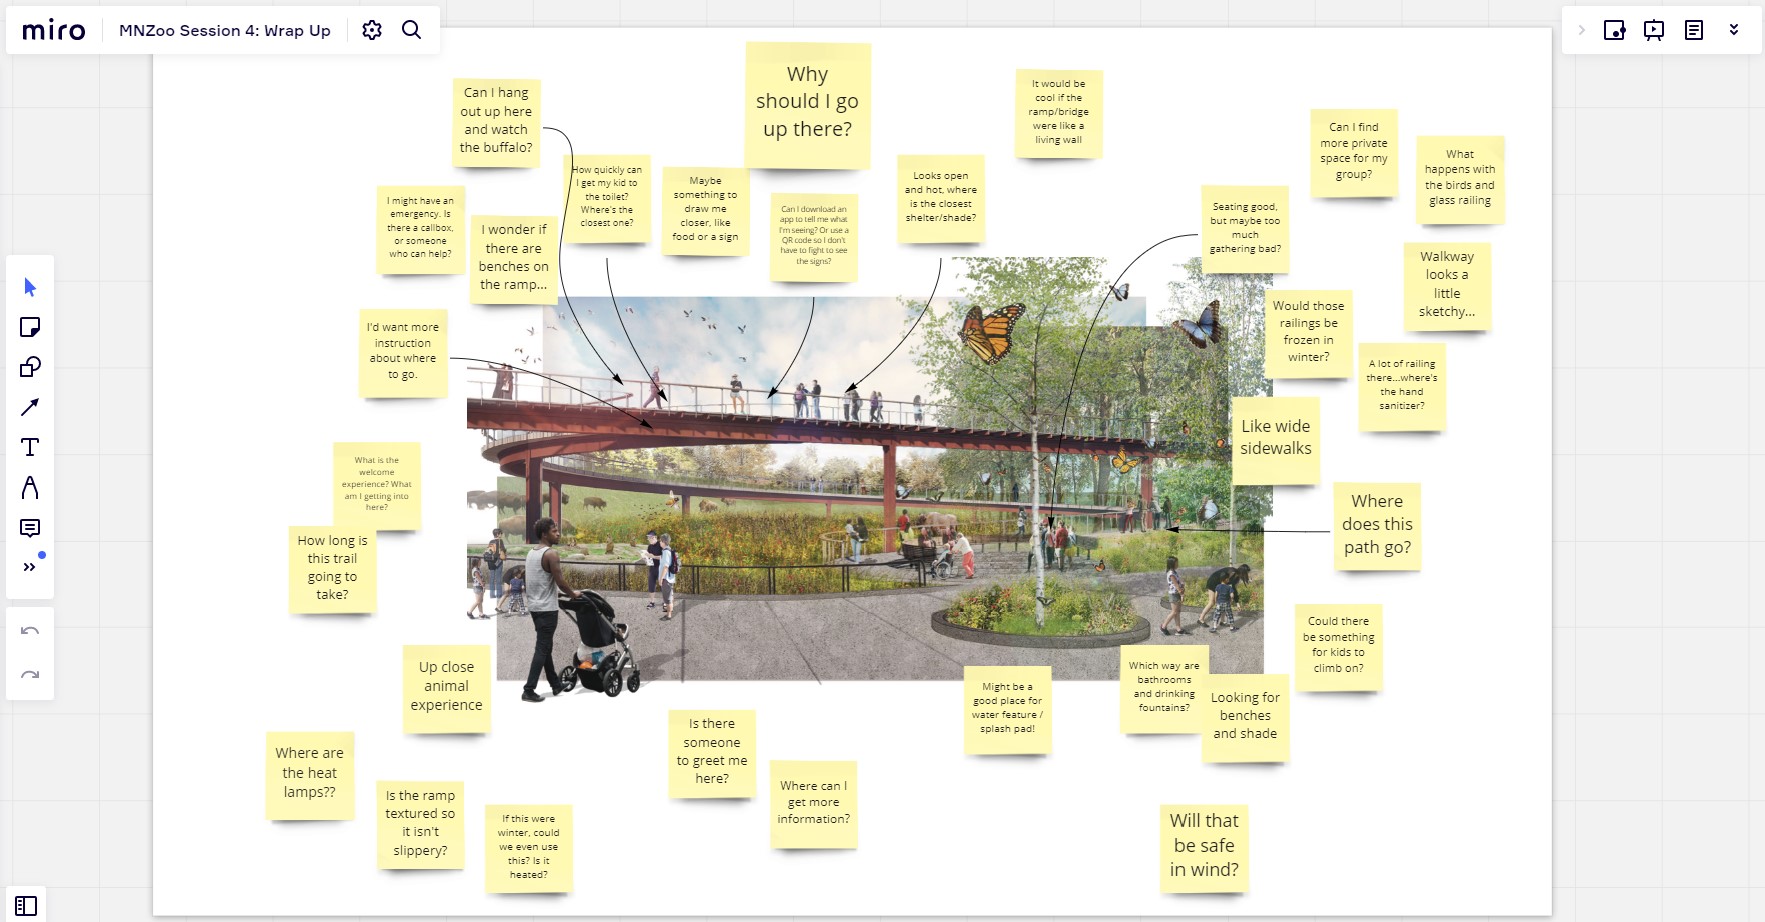 miro
MNZoo Session 4: Wrap Up
Why
should I go
up there?
It would be
cool if the
ramp/bridge
were like a
living wall
Can I hang
out up here
and watch
the buffalo?
Can I find
more private
space for my
group?
What
happens with
the birds and
glass railing
How quickly can
I get my kid to
the toilet?
Where's the
closest one?
Maybe
something to
draw me
closer, like
food or a sign
Looks open
and hot, where
is the closest
shelter/shade?
I might have an
emergency. Is
there a callbox,
or someone
who can help?
I wonder if
there are
benches on
the ramp...
Can I download an
app to tell me what
I'm seeing? Or use a
QR code so I don't
have to fight to see
the signs?
Seating good,
but maybe too
much
gathering bad?
Walkway
looks a
little
sketchy...
I'd want more
instruction
about where
to go.
Would those
railings be
frozen in
winter?
A lot of railing
there...where's
the hand
sanitizer?
Like wide
sidewalks
What is the
welcome
experience? What
am I getting into
here?
Where
does this
path go?
How long is
this trail
going to
take?
Could there
be something
for kids to
climb on?
Up close
animal
experience
Might be a
good place for
water feature /
splash pad!
Which way are
bathrooms
and drinking
fountains?
Looking for
benches
and shade
Is there
someone
to greet me
here?
Where are
the heat
lamps??
Where can I
get more
information?
Is the ramp
textured so
it isn't
slippery?
If this were
winter, could
we even use
this? Is it
heated?
Will that
be safe
in wind?